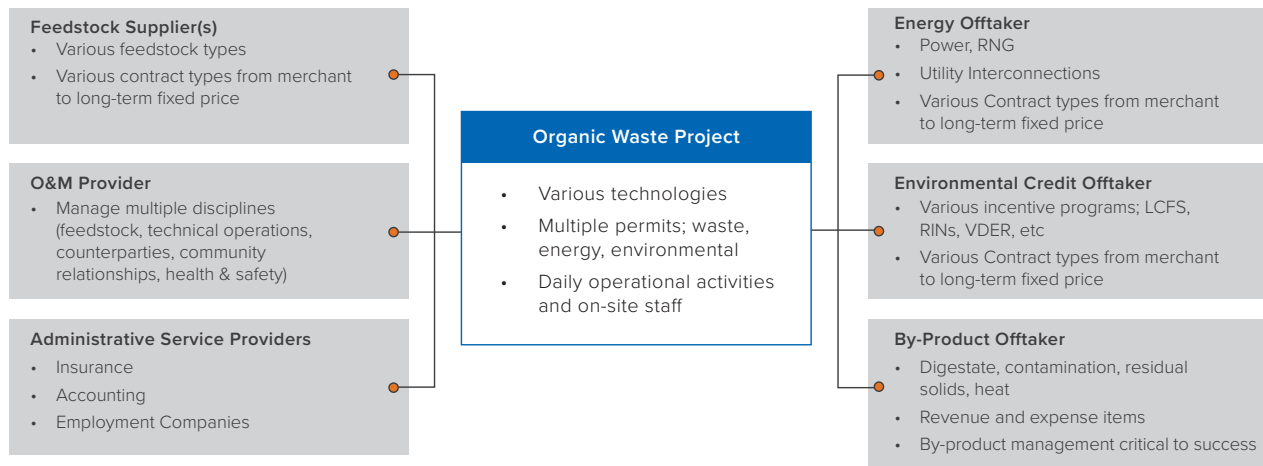 Feedstock Supplier(s)
• Various feedstock types
• Various contract types from merchant
to long-term fixed price
O&M Provider
• Manage multiple disciplines
(feedstock, technical operations,
counterparties, community
relationships, health & safety)
Administrative Service Providers
• Insurance
• Accounting
• Employment Companies
Organic Waste Project
• Various technologies
• Multiple permits; waste,
energy, environmental
• Daily operational activities
and on-site staff
Energy Offtaker
• Power, RNG
• Utility Interconnections
• Various Contract types from merchant
to long-term fixed price
Environmental Credit Offtaker
• Various incentive programs; LCFS,
RINs, VDER, etc
• Various Contract types from merchant
to long-term fixed price
By-Product Offtaker
• Digestate, contamination, residual
solids, heat
• Revenue and expense items
• By-product management critical to success